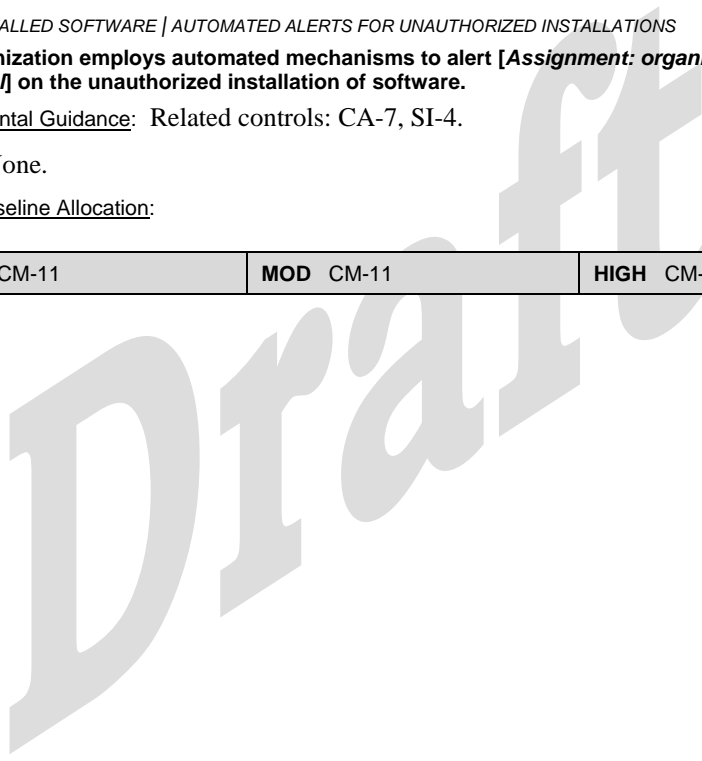 ALLED SOFTWARE | AUTOMATED ALERTS FOR UNAUTHORIZED INSTALLATIONS
nization employs automated mechanisms to alert [Assignment: organi
l] on the unauthorized installation of software.
ntal Guidance: Related controls: CA-7, SI-4.
None.
seline Allocation:
CM-11 MOD CM-11 HIGH CM-
Draft